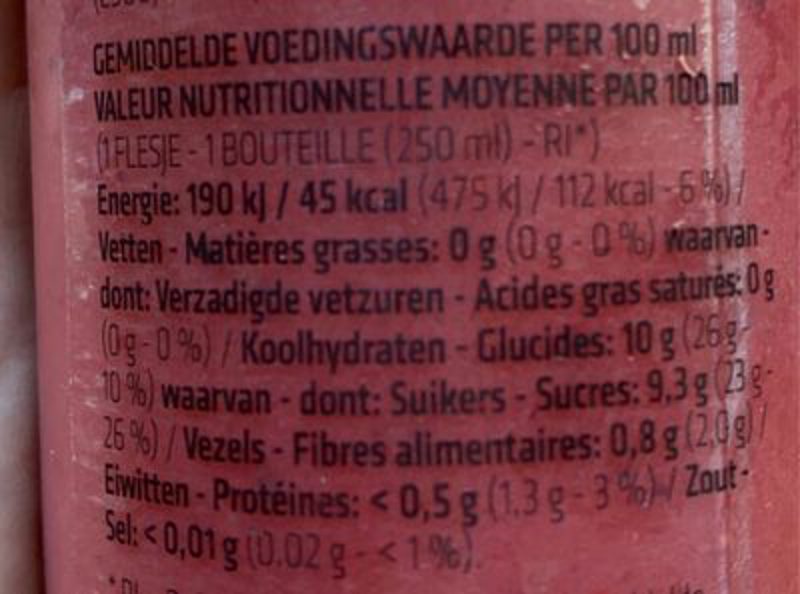 GEMIDDELDE VOEDINGSWAARDE PER 100 ml
VALEUR NUTRITIONNELLE MOYENNE PAR 100 ml
(1 FLESJE - 1 BOUTEILLE (250 ml) - RI*)
Energie: 190 kJ / 45 kcal (475 kJ / 112 kcal - 6 %) /
Vetten - Matières grasses: 0 g (0 g - 0 %) waarvan -
dont: Verzadigde vetzuren - Acides gras saturés: 0 g
(0 g - 0 %) / Koolhydraten - Glucides: 10 g (26 g -
10 %) waarvan - dont: Suikers - Sucres: 9,3 g (23 g -
26 %) / Vezels - Fibres alimentaires: 0,8 g (2,0 g) /
Eiwitten - Protéines: < 0,5 g (1.3 g - 3 %) / Zout -
Sel: < 0,01 g (0.02 g - < 1 %).